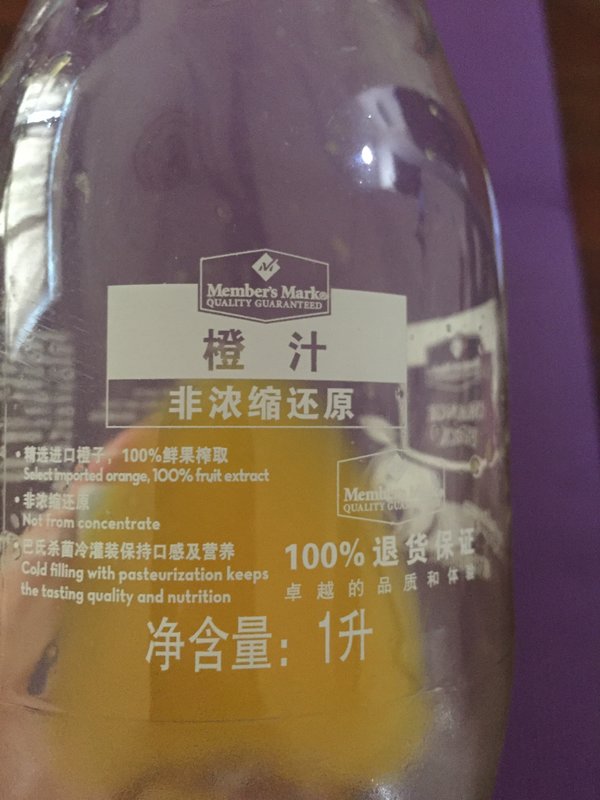 Member's Mark®
QUALITY GUARANTEED
橙 汁
非浓缩还原
• 精选进口橙子，100%鲜果榨取
Select imported orange, 100% fruit extract
• 非浓缩还原
Not from concentrate
• 巴氏杀菌冷灌装保持口感及营养
Cold filling with pasteurization keeps
the tasting quality and nutrition
Member's
QUALITY
100%退货保证
卓越的品质和体验
净含量：1升